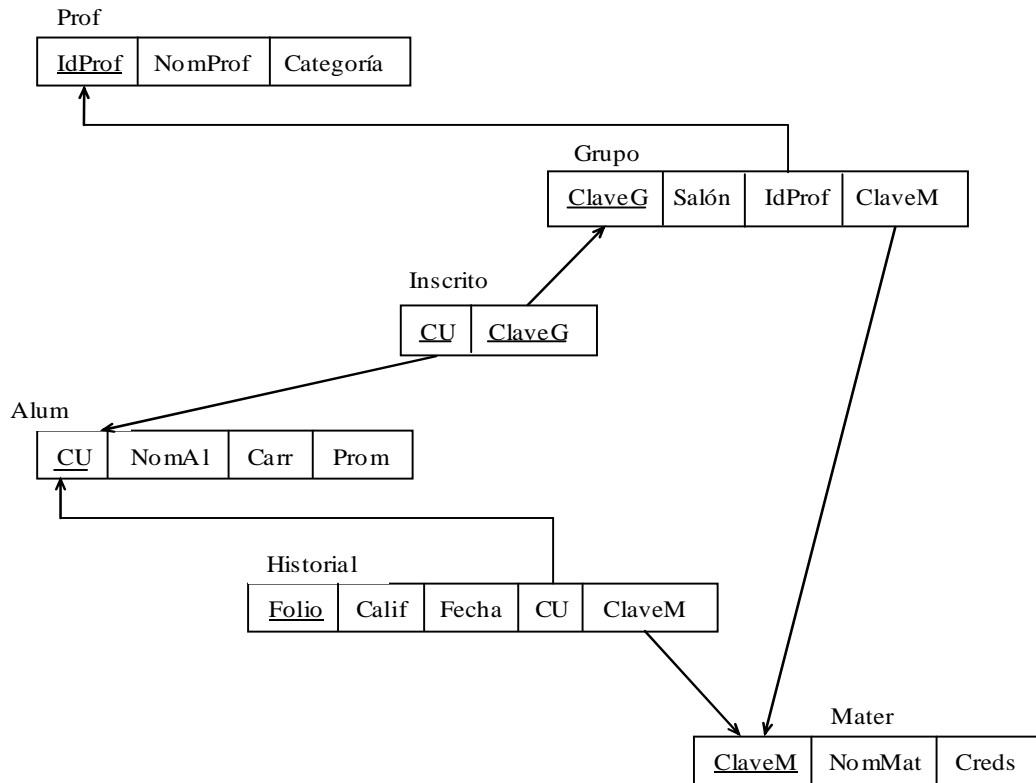 Prof
IdProf NomProf Categoría
Grupo
ClaveG Salón IdProf ClaveM
Inscrito
CU ClaveG
Alum
CU NomAl Carr Prom
Historial
Folio Calif Fecha CU ClaveM
Mater
ClaveM NomMat Creds